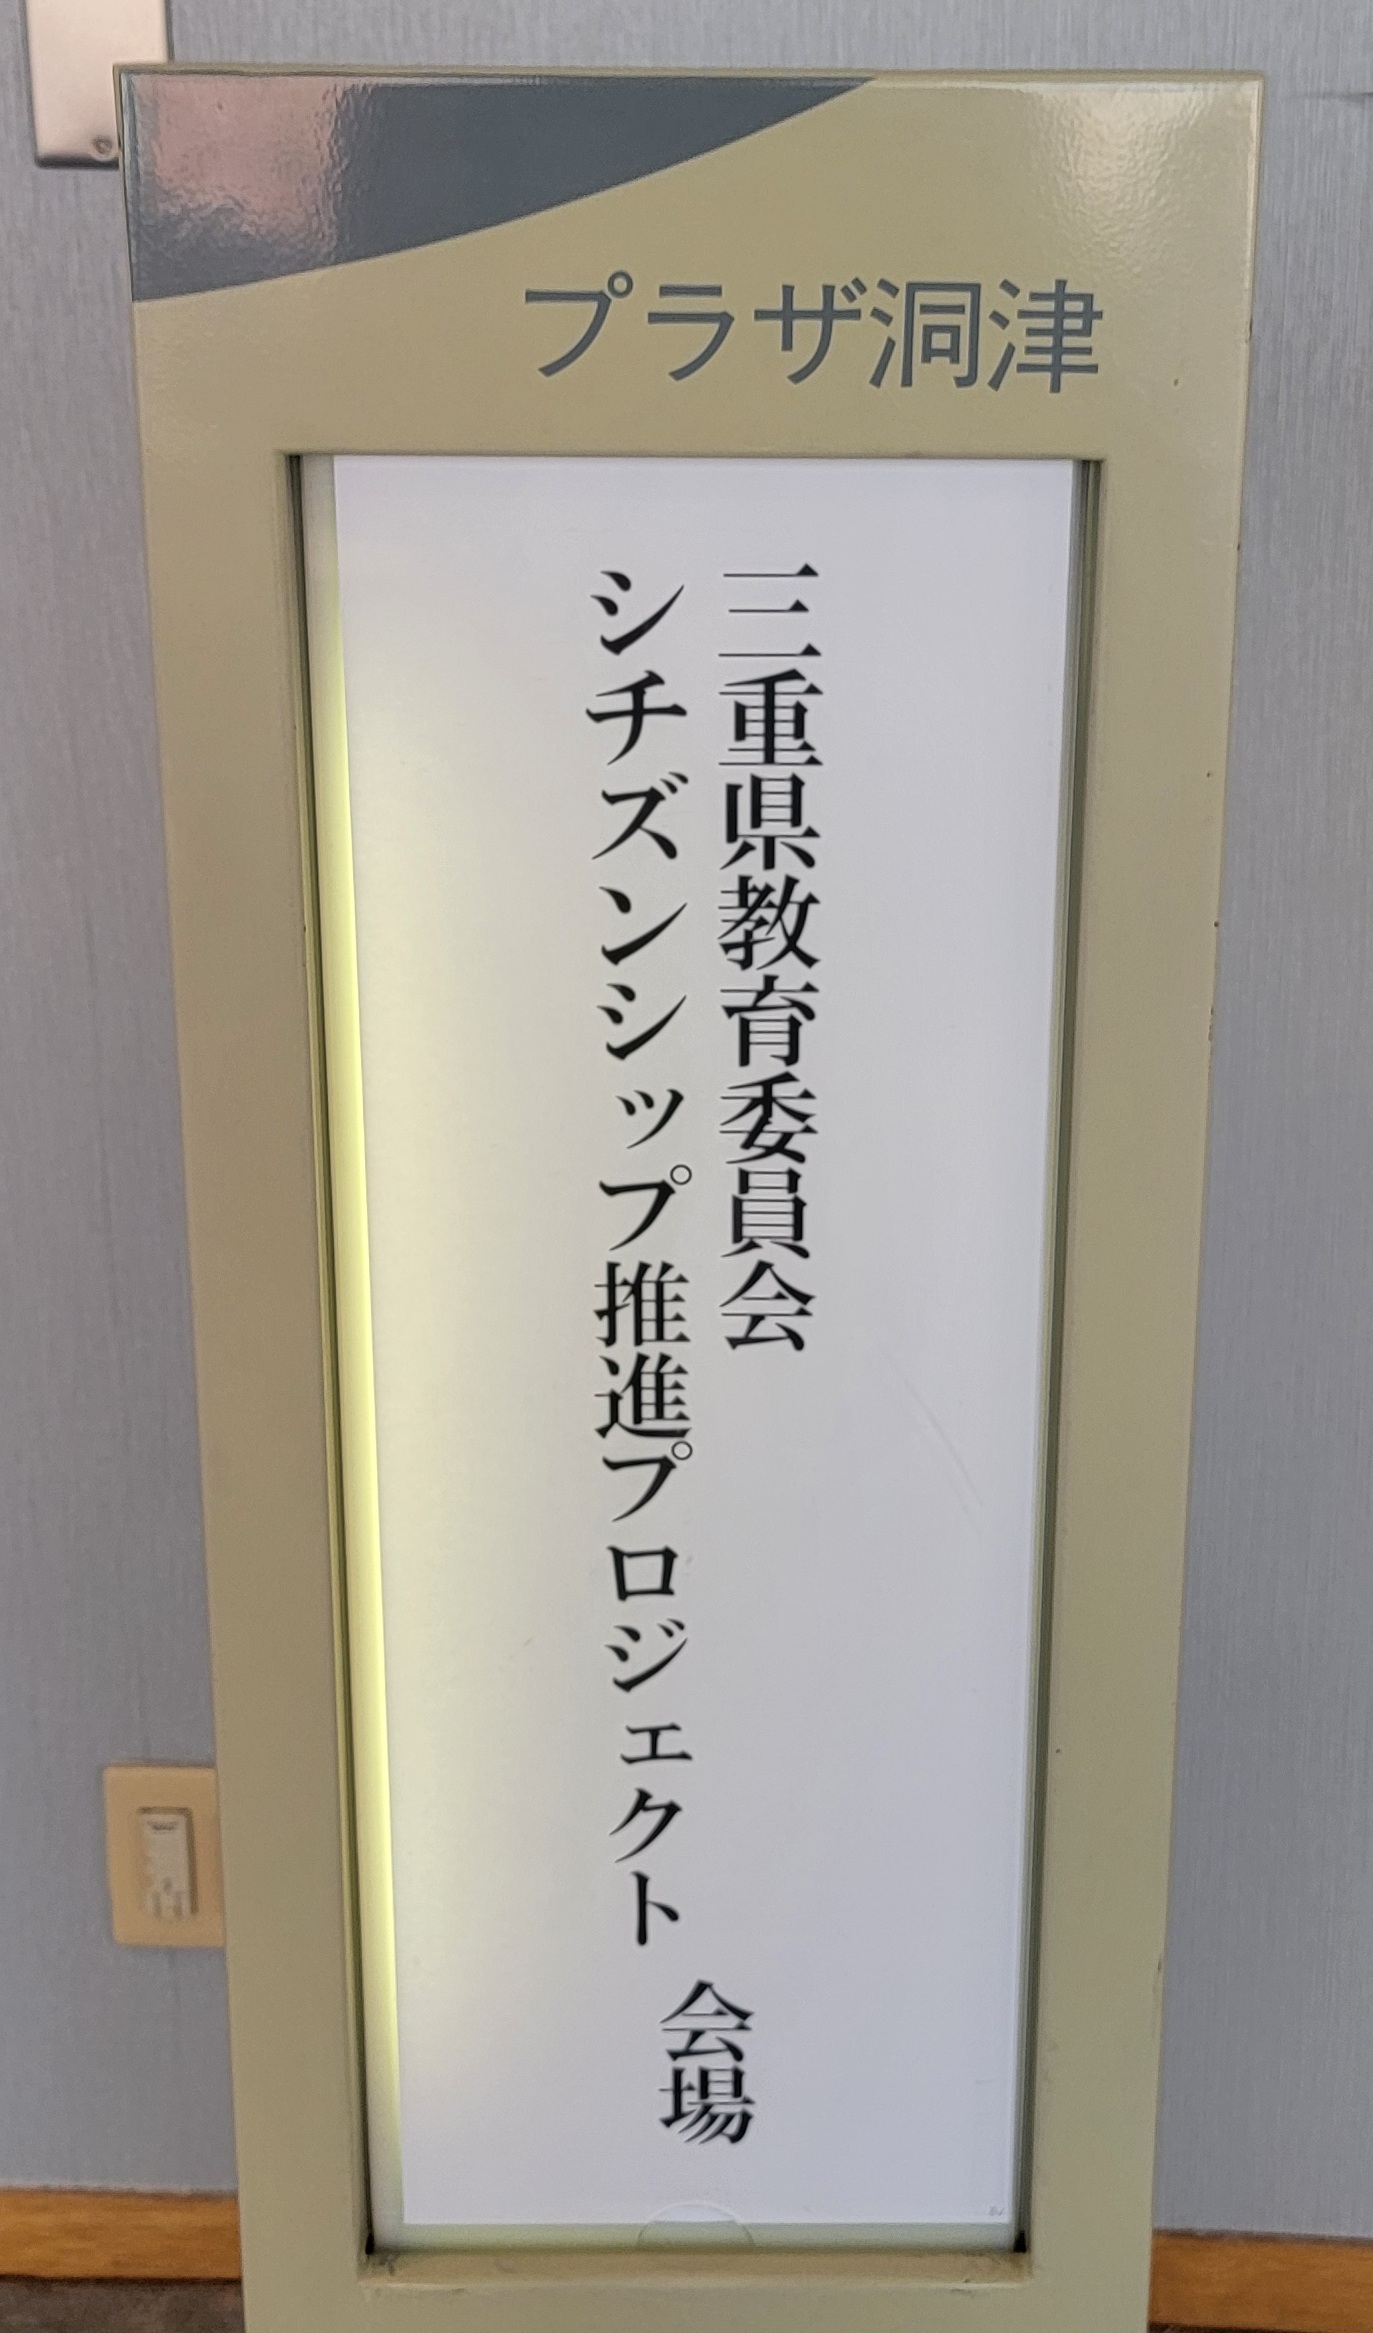 プラザ洞津
三重県教育委員会
シチズンシップ推進プロジェクト
会場